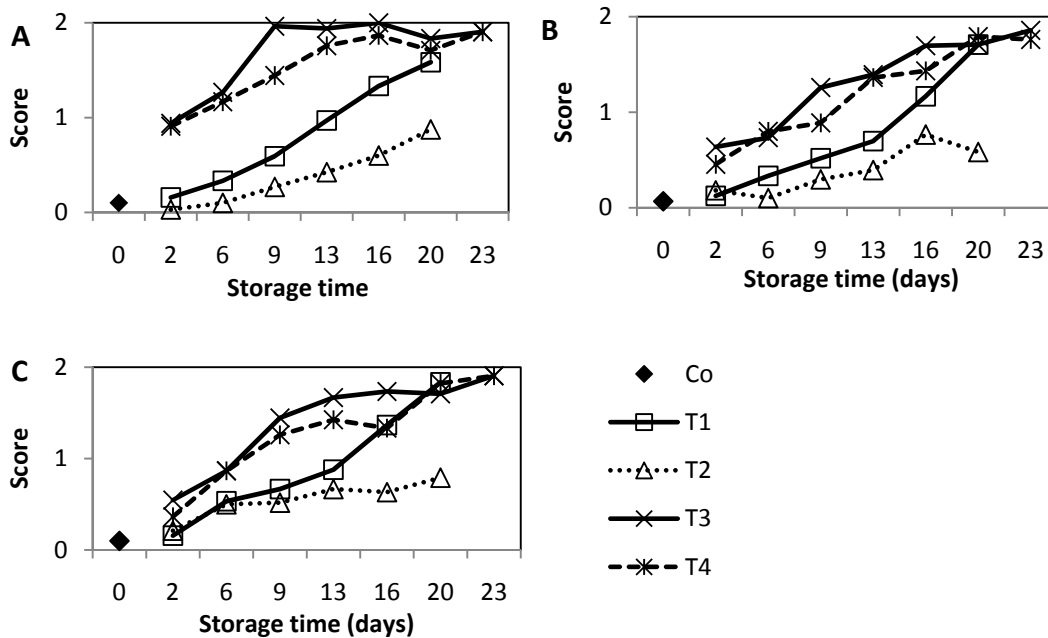 A
Score
2
1
0
0 2 6 9 13 16 20 23
Storage time
B
Score
2
1
0
0 2 6 9 13 16 20 23
Storage time (days)
C
Score
2
1
0
0 2 6 9 13 16 20 23
Storage time (days)
Co
T1
T2
T3
T4